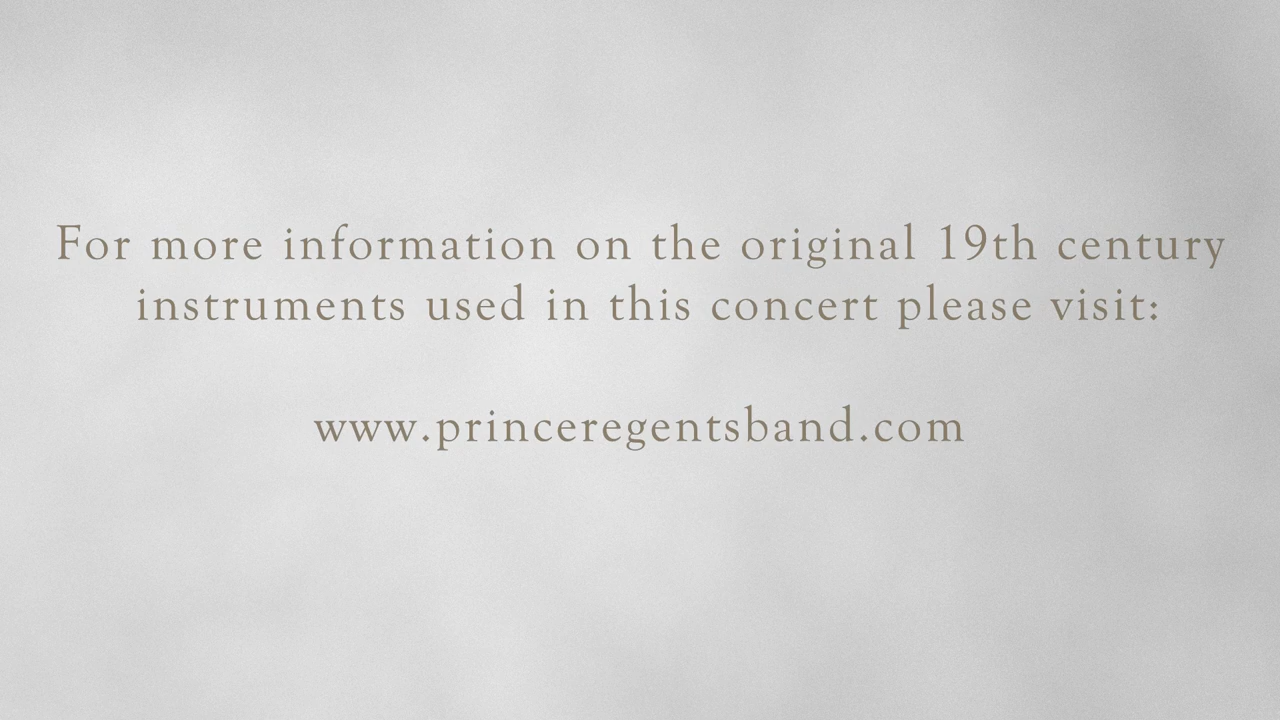 For more information on the original 19th century
instruments used in this concert please visit:
www.princeregentsband.com